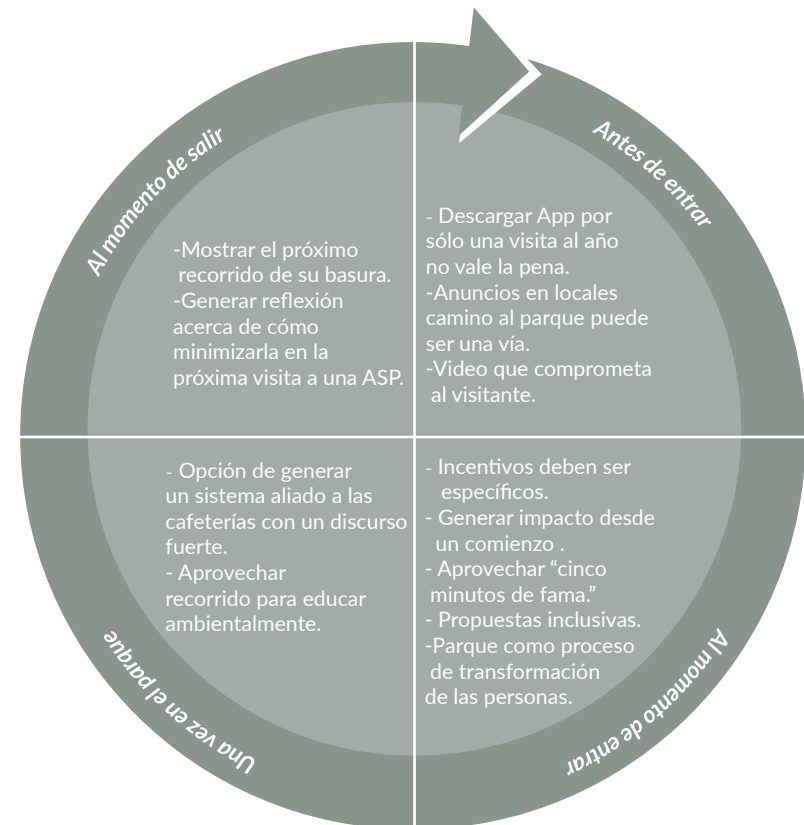 Antes de entrar
- Descargar App por
sólo una visita al año
no vale la pena.
-Anuncios en locales
camino al parque puede
ser una vía.
-Video que comprometa
al visitante.
Al momento de entrar
- Incentivos deben ser
específicos.
- Generar impacto desde
un comienzo .
- Aprovechar “cinco
minutos de fama.”
- Propuestas inclusivas.
-Parque como proceso
de transformación
de las personas.
Una vez en el parque
- Opción de generar
un sistema aliado a las
cafeterías con un discurso
fuerte.
- Aprovechar
recorrido para educar
ambientalmente.
Al momento de salir
-Mostrar el próximo
recorrido de su basura.
-Generar reflexión
acerca de cómo
minimizarla en la
próxima visita a una ASP.